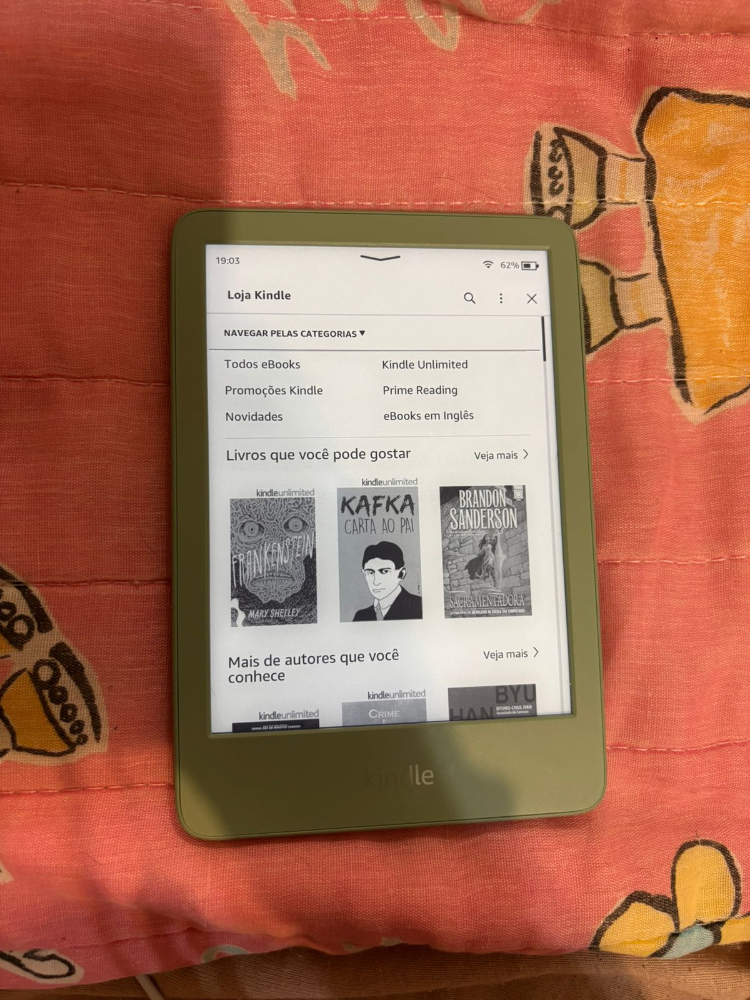 19:03
62%
Loja Kindle
NAVEGAR PELAS CATEGORIAS ▼
Todos eBooks
Kindle Unlimited
Promoções Kindle
Prime Reading
Novidades
eBooks em Inglês
Livros que você pode gostar
Veja mais
kindleunlimited
FRANKENSTEIN
MARY SHELLEY
kindleunlimited
KAFKA
CARTA AO PAI
BRANDON
SANDERSON
SACRAMENTADORA
Mais de autores que você
conhece
Veja mais
kindleunlimited
kindleunlimited
CRIME
E
BYU
HAN
BYUNG-CHUL HAN
Sociedade do Cansaço
kindle